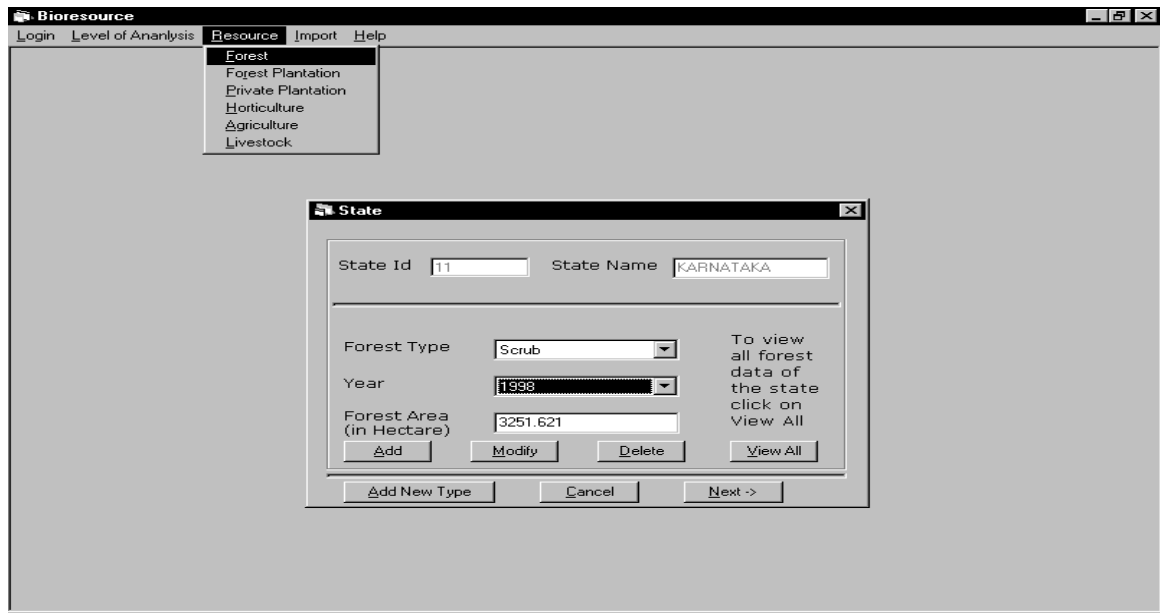 Bioresource
Login Level of Ananlysis Resource Import Help
Forest
Forest Plantation
Private Plantation
Horticulture
Agriculture
Livestock
State
State Id 11 State Name KARNATAKA
Forest Type Scrub
Year 1998
Forest Area
(in Hectare) 3251.621
To view
all forest
data of
the state
click on
View All
Add Modify Delete View All
Add New Type Cancel Next ->